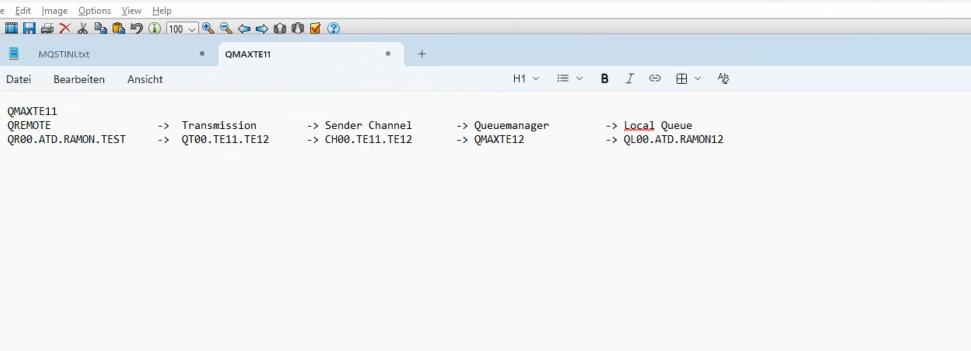 e Edit Image Options View Help
100
MQSTINI.txt QMAXTE11
Datei Bearbeiten Ansicht H1 B I
QMAXTE11
QREMOTE -> Transmission -> Sender Channel -> Queuemanager -> Local Queue
QR00.ATD.RAMON.TEST -> QT00.TE11.TE12 -> CH00.TE11.TE12 -> QMAXTE12 -> QL00.ATD.RAMON12